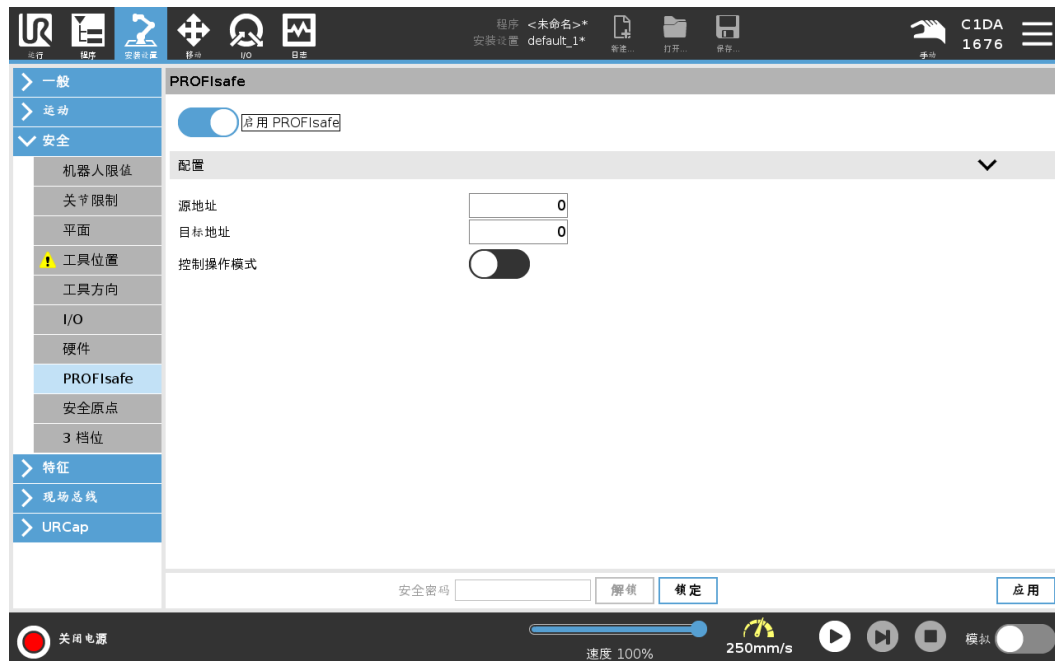 UR
程序 <未命名>*
安装设置 default_1*
运行
程序
安装设置
移动
I/O
日志
新建...
打开...
保存...
手动
C1DA
1676
一般
运动
安全
机器人限值
关节限制
平面
工具位置
工具方向
I/O
硬件
PROFIsafe
安全原点
3 档位
特征
现场总线
URCap
PROFIsafe
启用 PROFIsafe
配置
源地址 0
目标地址 0
控制操作模式
安全密码 解锁 锁定 应用
关闭电源
速度 100%
250mm/s
模拟